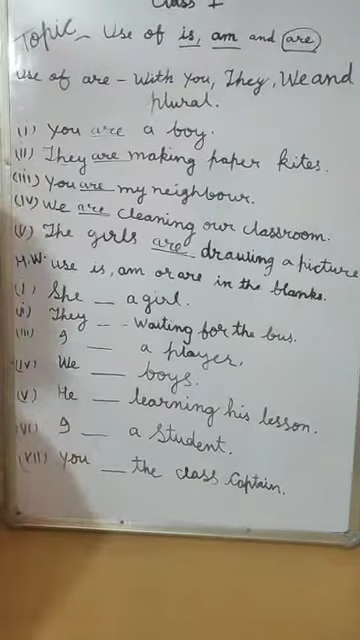 Class I
Topic - Use of is, am and are
Use of are - With You, They, We and
plural.
(i) You are a boy.
(ii) They are making paper kites.
(iii) You are my neighbour.
(iv) We are cleaning our classroom.
(v) The girls are drawing a picture
H.W. use is, am or are in the blanks.
(i) She __ a girl.
(ii) They __ - Waiting for the bus.
(iii) I __ a player.
(iv) We __ boys.
(v) He __ learning his lesson.
(vi) I __ a Student.
(vii) You __ the class Captain.